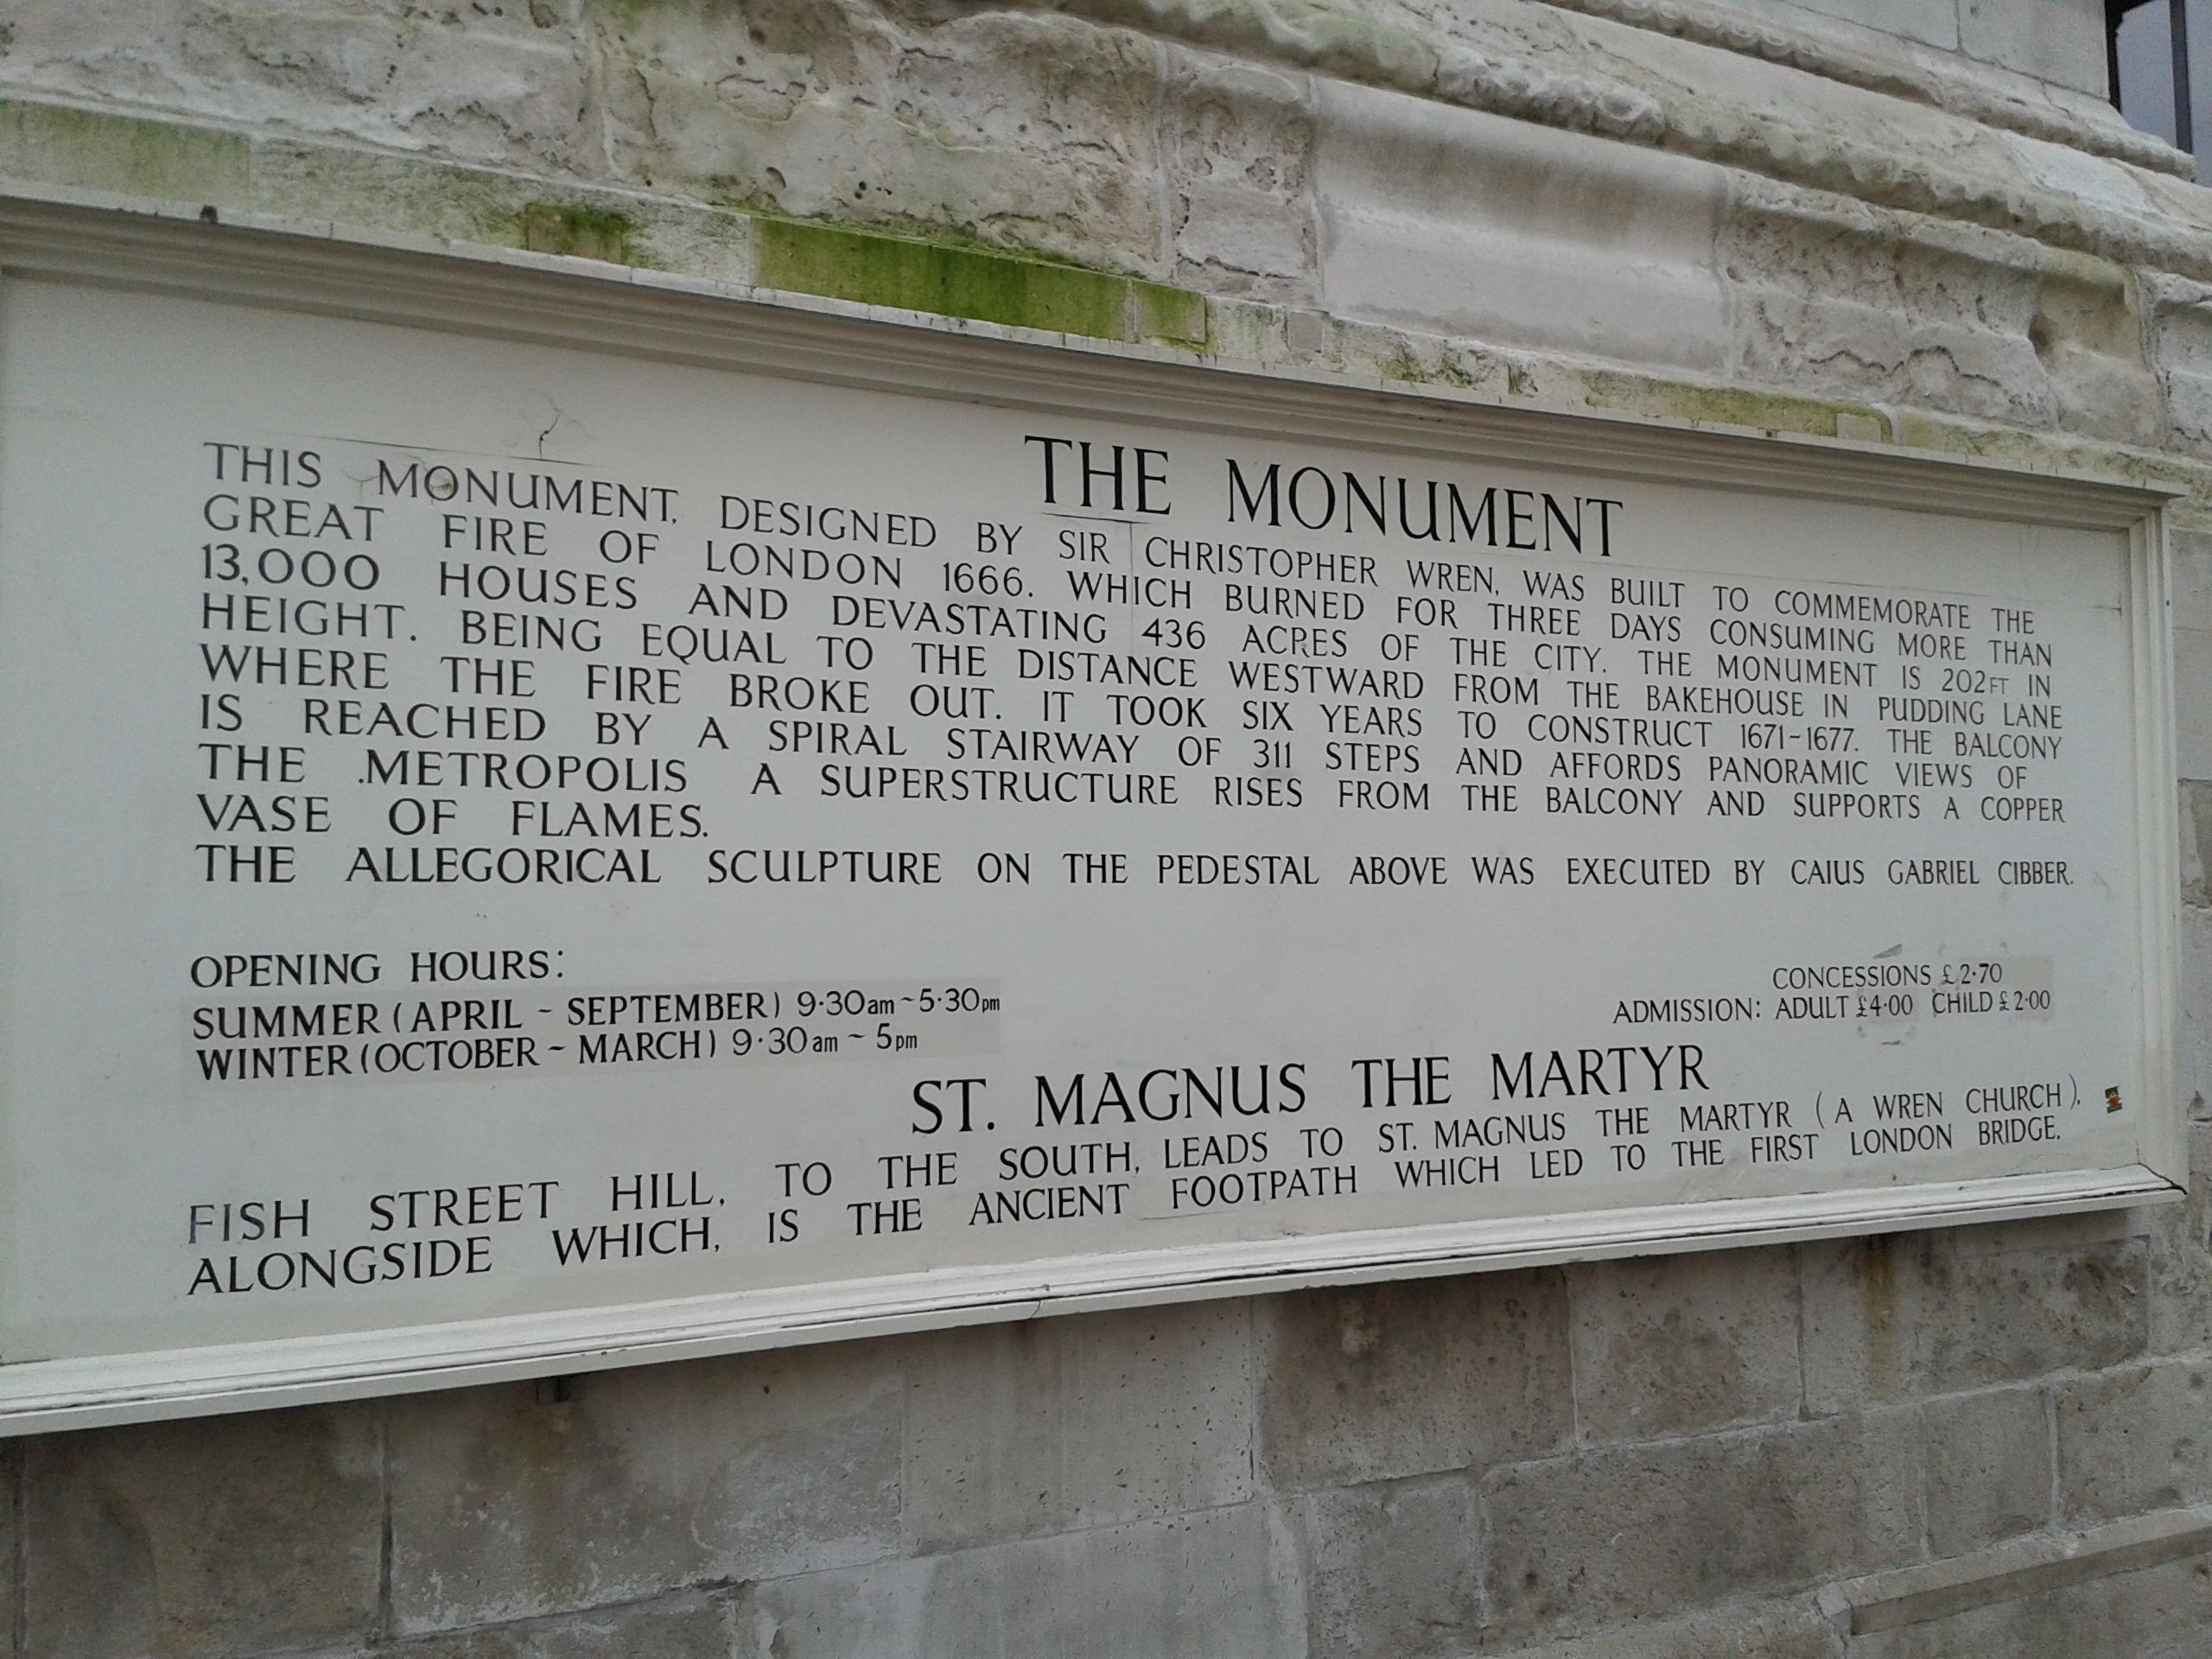 THE MONUMENT
THIS MONUMENT, DESIGNED BY SIR CHRISTOPHER WREN, WAS BUILT TO COMMEMORATE THE
GREAT FIRE OF LONDON 1666. WHICH BURNED FOR THREE DAYS CONSUMING MORE THAN
13,000 HOUSES AND DEVASTATING 436 ACRES OF THE CITY. THE MONUMENT IS 202FT IN
HEIGHT. BEING EQUAL TO THE DISTANCE WESTWARD FROM THE BAKEHOUSE IN PUDDING LANE
WHERE THE FIRE BROKE OUT. IT TOOK SIX YEARS TO CONSTRUCT 1671-1677. THE BALCONY
IS REACHED BY A SPIRAL STAIRWAY OF 311 STEPS AND AFFORDS PANORAMIC VIEWS OF
THE .METROPOLIS A SUPERSTRUCTURE RISES FROM THE BALCONY AND SUPPORTS A COPPER
VASE OF FLAMES.
THE ALLEGORICAL SCULPTURE ON THE PEDESTAL ABOVE WAS EXECUTED BY CAIUS GABRIEL CIBBER.
OPENING HOURS:
SUMMER (APRIL - SEPTEMBER) 9·30am ~ 5·30pm
WINTER (OCTOBER ~ MARCH) 9·30am ~ 5pm
CONCESSIONS £2·70
ADMISSION: ADULT £4·00 CHILD £2·00
ST. MAGNUS THE MARTYR
FISH STREET HILL, TO THE SOUTH, LEADS TO ST. MAGNUS THE MARTYR (A WREN CHURCH).
ALONGSIDE WHICH, IS THE ANCIENT FOOTPATH WHICH LED TO THE FIRST LONDON BRIDGE.